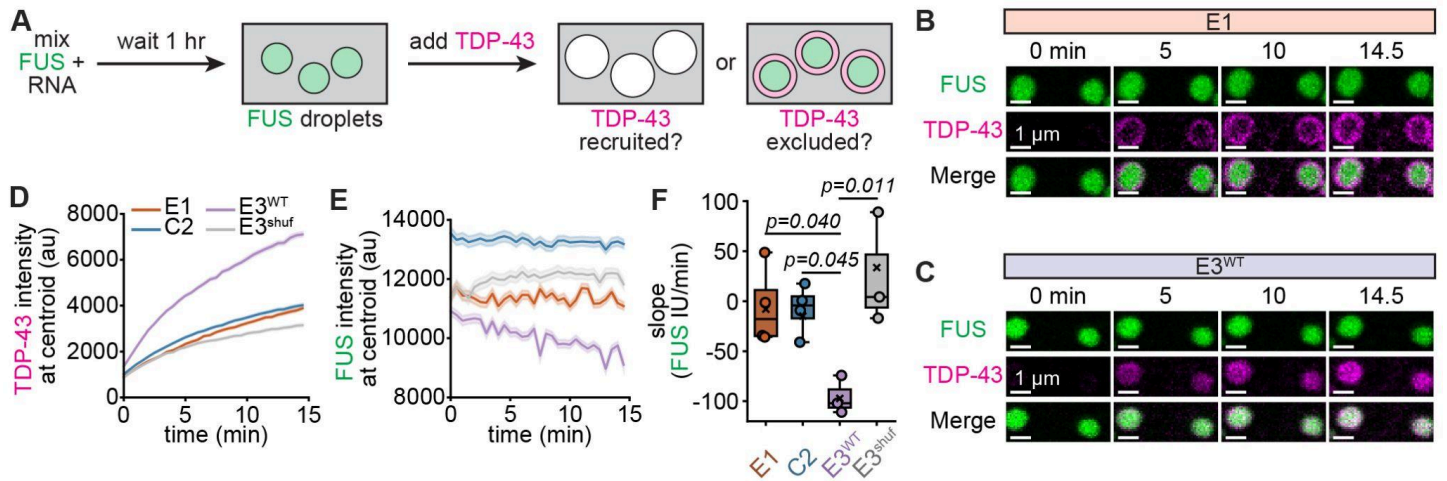 A
mix
FUS +
RNA
wait 1 hr
FUS droplets
add TDP-43
TDP-43
recruited?
or
TDP-43
excluded?
B
E1
0 min 5 10 14.5
FUS
TDP-43
1 µm
Merge
C
E3WT
0 min 5 10 14.5
FUS
TDP-43
1 µm
Merge
D
TDP-43 intensity
at centroid (au)
8000
6000
4000
2000
0
E1 E3WT
C2 E3shuf
0 5 10 15
time (min)
E
FUS intensity
at centroid (au)
14000
12000
10000
8000
0 5 10 15
time (min)
F
slope
(FUS IU/min)
100
50
0
-50
-100
p=0.011
p=0.040
p=0.045
E1
C2
E3WT
E3shuf